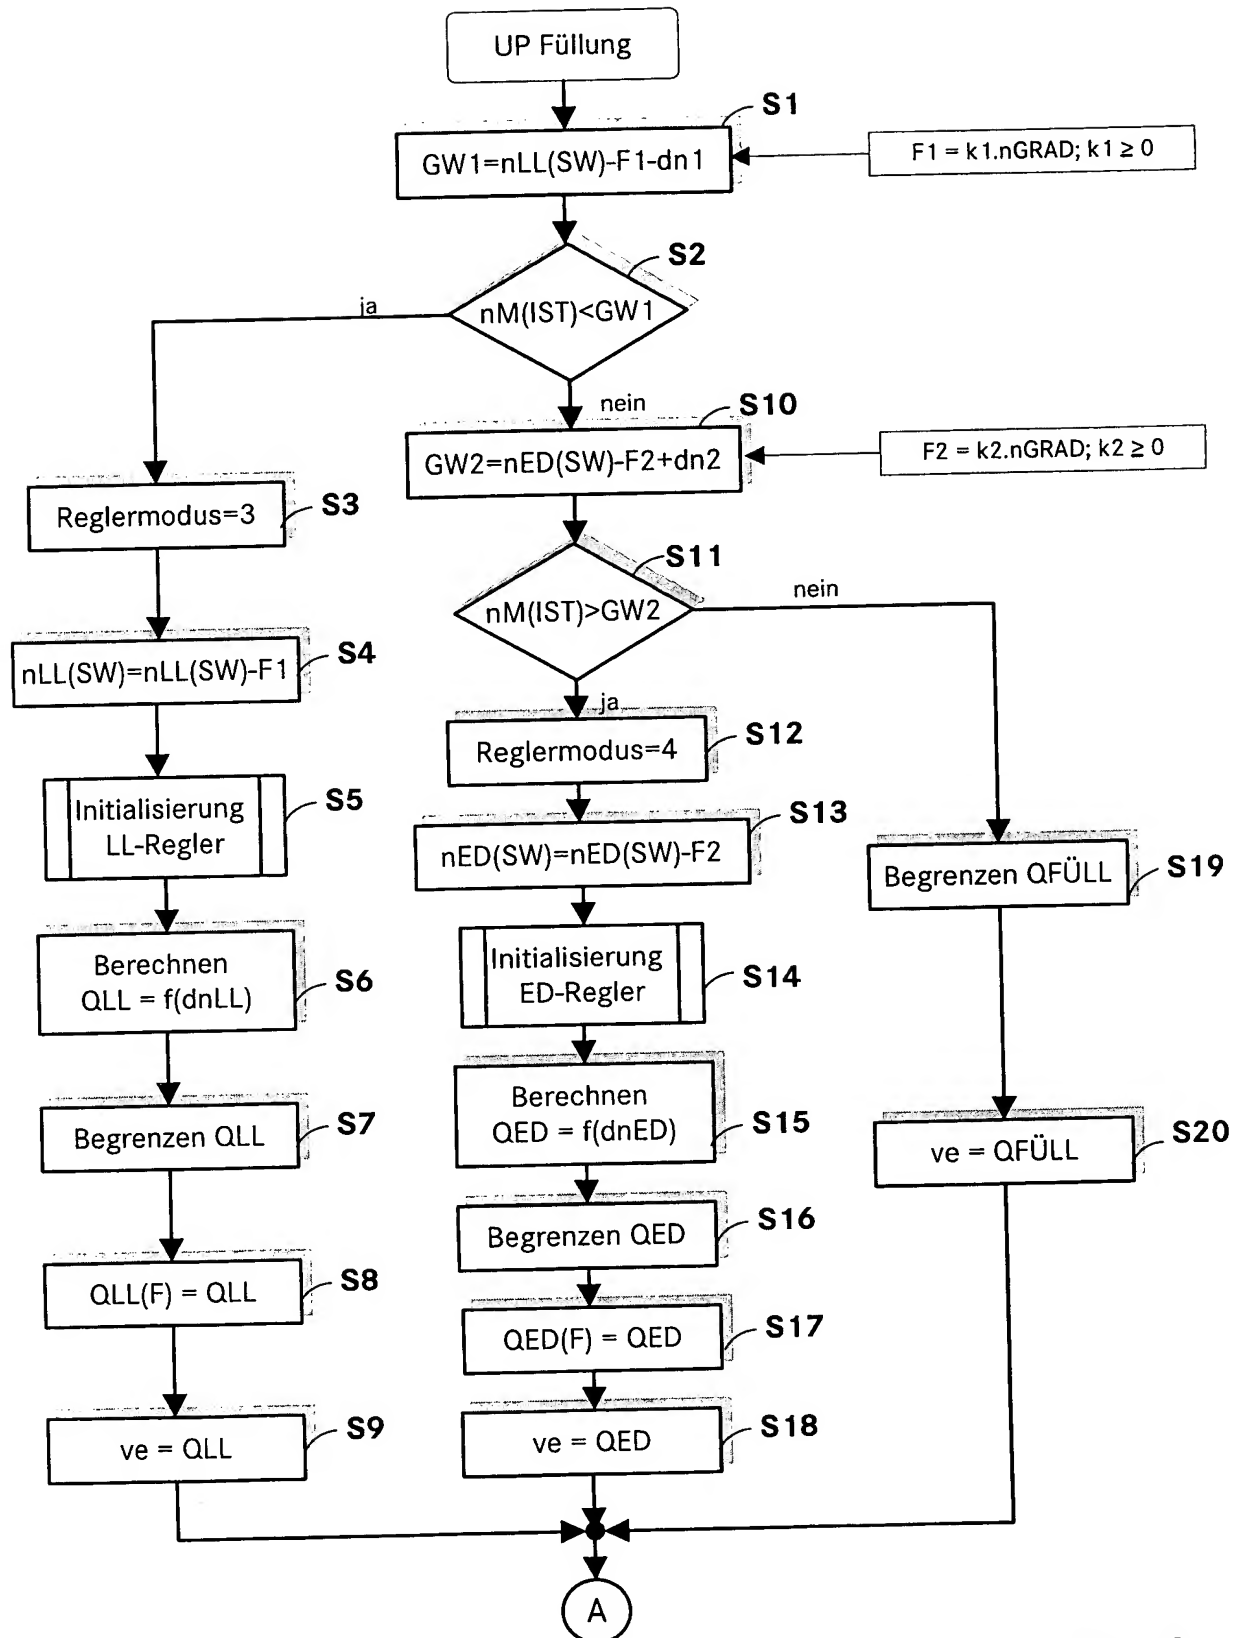 UP Füllung
S1
GW1=nLL(SW)-F1-dn1
F1 = k1.nGRAD; k1 ≥ 0
S2
nM(IST)<GW1
ja
nein
S10
GW2=nED(SW)-F2+dn2
F2 = k2.nGRAD; k2 ≥ 0
S3
Reglermodus=3
S11
nM(IST)>GW2
nein
ja
S4
nLL(SW)=nLL(SW)-F1
S12
Reglermodus=4
S5
Initialisierung
LL-Regler
S13
nED(SW)=nED(SW)-F2
S19
Begrenzen QFÜLL
S6
Berechnen
QLL = f(dnLL)
S14
Initialisierung
ED-Regler
S7
Begrenzen QLL
S15
Berechnen
QED = f(dnED)
S20
ve = QFÜLL
S16
Begrenzen QED
S8
QLL(F) = QLL
S17
QED(F) = QED
S9
ve = QLL
S18
ve = QED
A